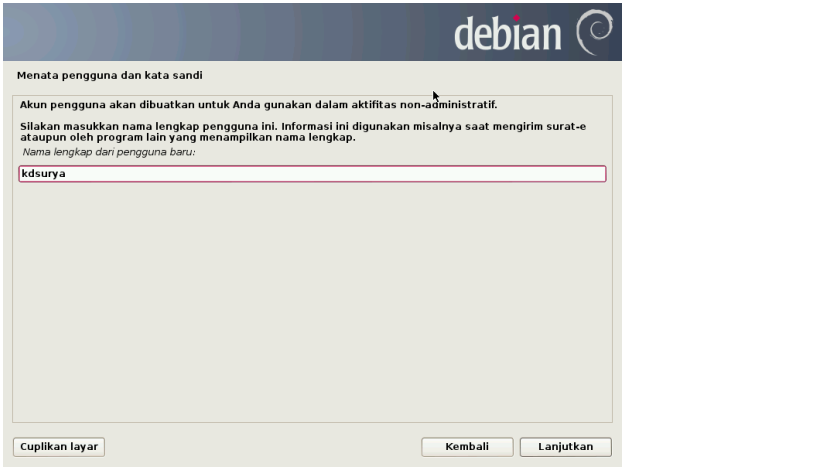 debian
Menata pengguna dan kata sandi
Akun pengguna akan dibuatkan untuk Anda gunakan dalam aktifitas non-administratif.
Silakan masukkan nama lengkap pengguna ini. Informasi ini digunakan misalnya saat mengirim surat-e
ataupun oleh program lain yang menampilkan nama lengkap.
Nama lengkap dari pengguna baru:
kdsurya
Cuplikan layar
Kembali
Lanjutkan